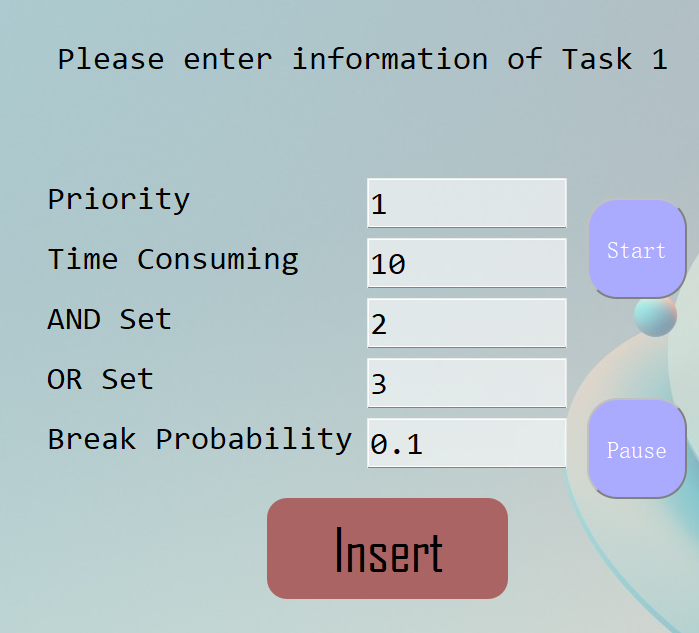 Please enter information of Task 1
Priority 1
Start
Time Consuming 10
AND Set 2
OR Set 3
Break Probability 0.1
Pause
Insert